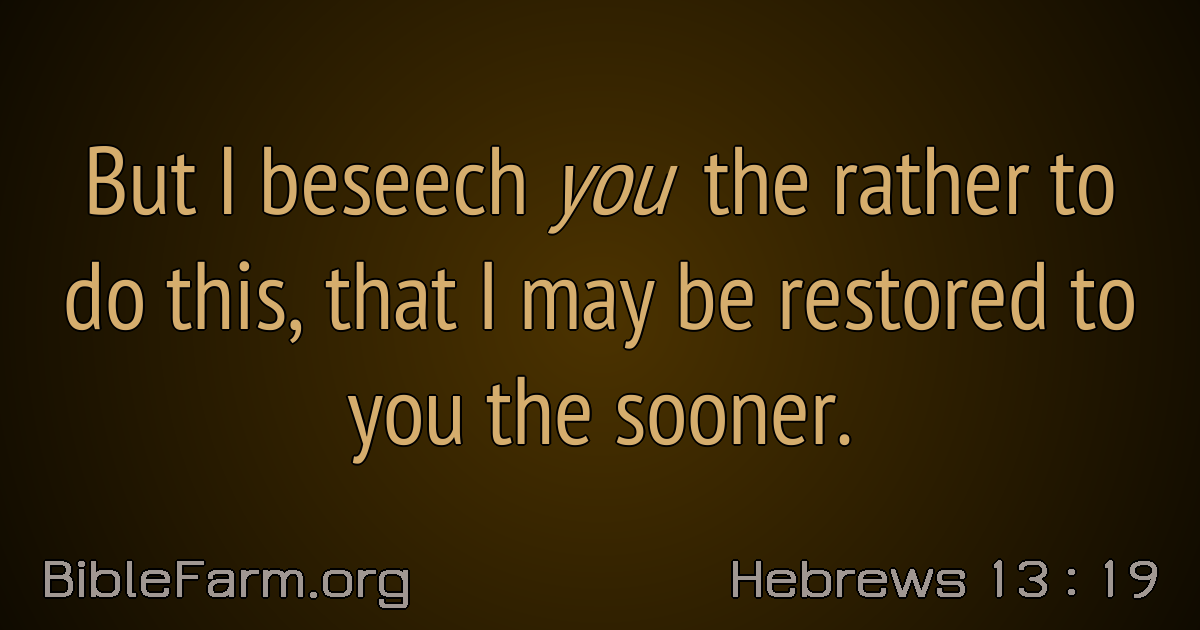 But I beseech you the rather to
do this, that I may be restored to
you the sooner.
BibleFarm.org
Hebrews 13:19